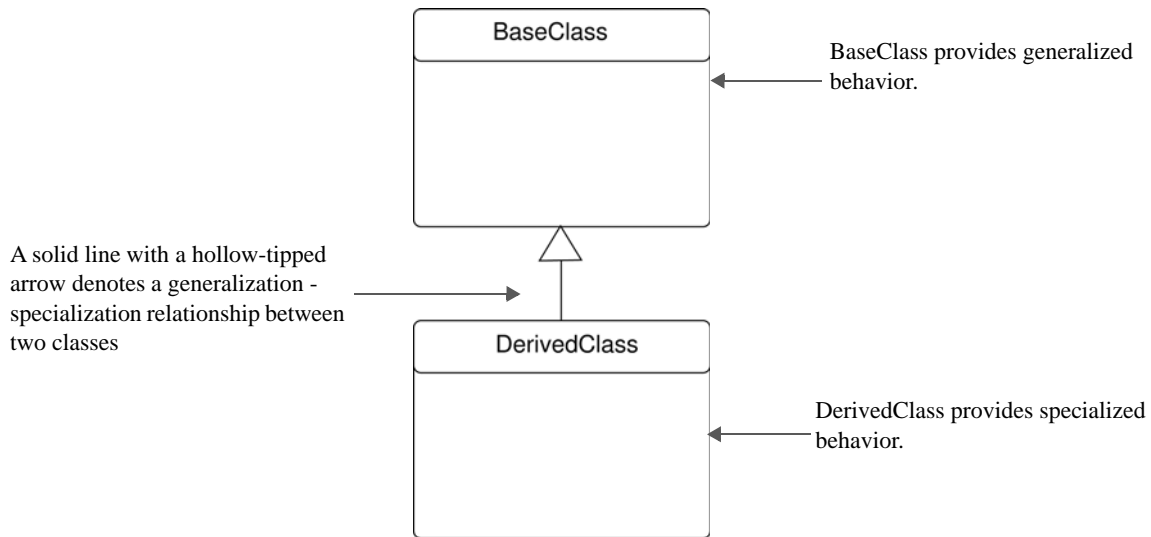 BaseClass
BaseClass provides generalized
behavior.
A solid line with a hollow-tipped
arrow denotes a generalization -
specialization relationship between
two classes
DerivedClass
DerivedClass provides specialized
behavior.